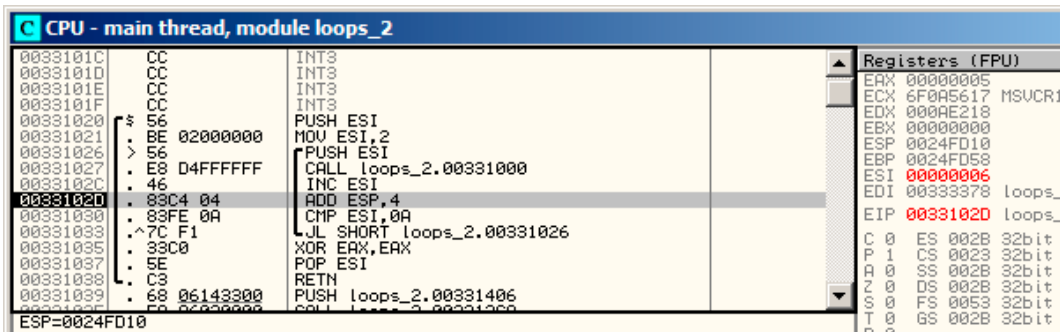 C CPU - main thread, module loops_2
0033101C CC INT3
0033101D CC INT3
0033101E CC INT3
0033101F CC INT3
00331020 $ 56 PUSH ESI
00331021 . BE 02000000 MOV ESI,2
00331026 > 56 PUSH ESI
00331027 . E8 D4FFFFFF CALL loops_2.00331000
0033102C . 46 INC ESI
0033102D . 83C4 04 ADD ESP,4
00331030 . 83FE 0A CMP ESI,0A
00331033 .^7C F1 JL SHORT loops_2.00331026
00331035 . 33C0 XOR EAX,EAX
00331037 . 5E POP ESI
00331038 . C3 RETN
00331039 . 68 06143300 PUSH loops_2.00331406
ESP=0024FD10
Registers (FPU)
EAX 00000005
ECX 6F0A5617 MSVCR1
EDX 000AE218
EBX 00000000
ESP 0024FD10
EBP 0024FD58
ESI 00000006
EDI 00333378 loops_
EIP 0033102D loops_
C 0 ES 002B 32bit
P 1 CS 0023 32bit
A 0 SS 002B 32bit
Z 0 DS 002B 32bit
S 0 FS 0053 32bit
T 0 GS 002B 32bit